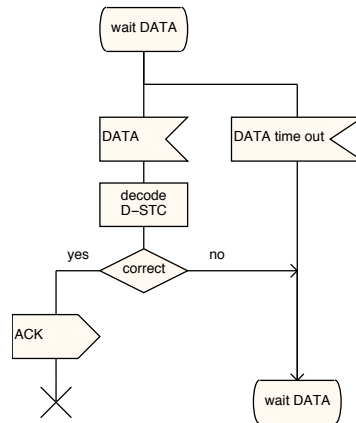 wait DATA
DATA
DATA time out
decode
D−STC
yes
correct
no
ACK
wait DATA